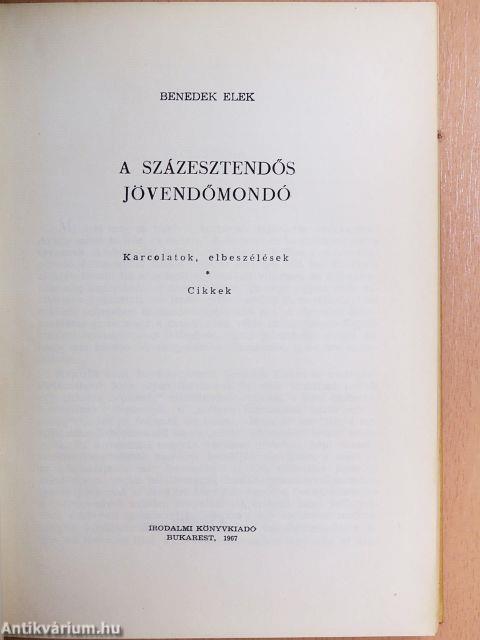 BENEDEK ELEK
A SZÁZESZTENDŐS
JÖVENDŐMONDÓ
Karcolatok, elbeszélések
*
Cikkek
IRODALMI KÖNYVKIADÓ
BUKAREST, 1967
Antikvárium.hu